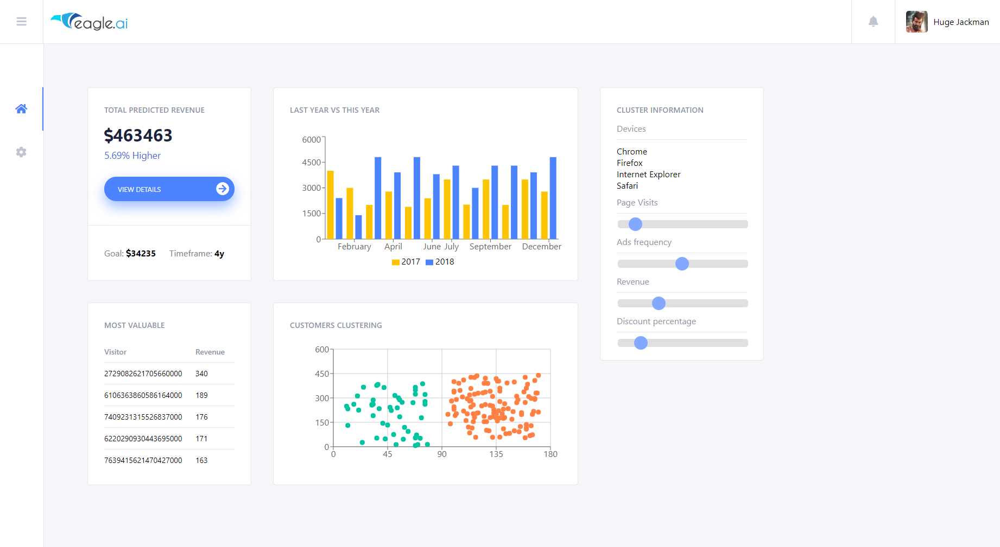 eagle.ai
Huge Jackman
TOTAL PREDICTED REVENUE
$463463
5.69% Higher
VIEW DETAILS
Goal: $34235 Timeframe: 4y
LAST YEAR VS THIS YEAR
6000
4500
3000
1500
0
February April June July September December
2017 2018
CLUSTER INFORMATION
Devices
Chrome
Firefox
Internet Explorer
Safari
Page Visits
Ads frequency
Revenue
Discount percentage
MOST VALUABLE
Visitor Revenue
2729082621705660000 340
6106363860586164000 189
7409231315526837000 176
6220290930443695000 171
7639415621470427000 163
CUSTOMERS CLUSTERING
600
450
300
150
0
0 45 90 135 180